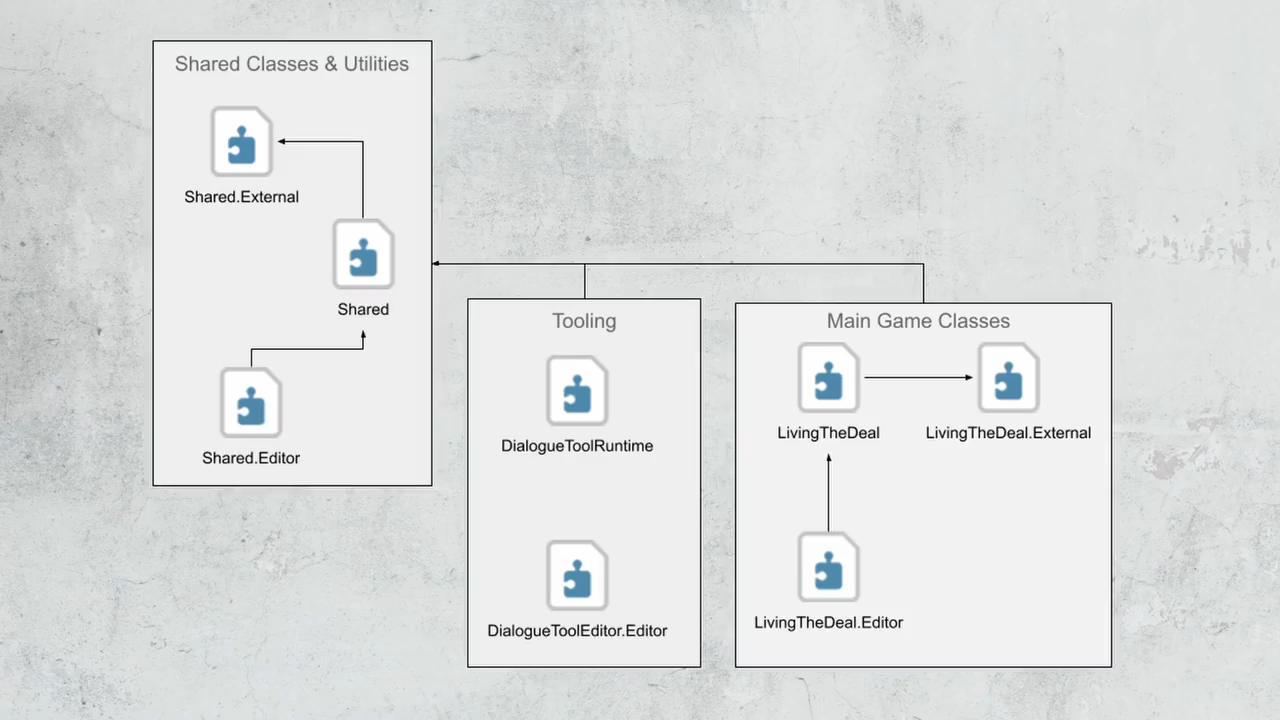 Shared Classes & Utilities
Shared.External
Shared
Shared.Editor
Tooling
DialogueToolRuntime
DialogueToolEditor.Editor
Main Game Classes
LivingTheDeal
LivingTheDeal.External
LivingTheDeal.Editor